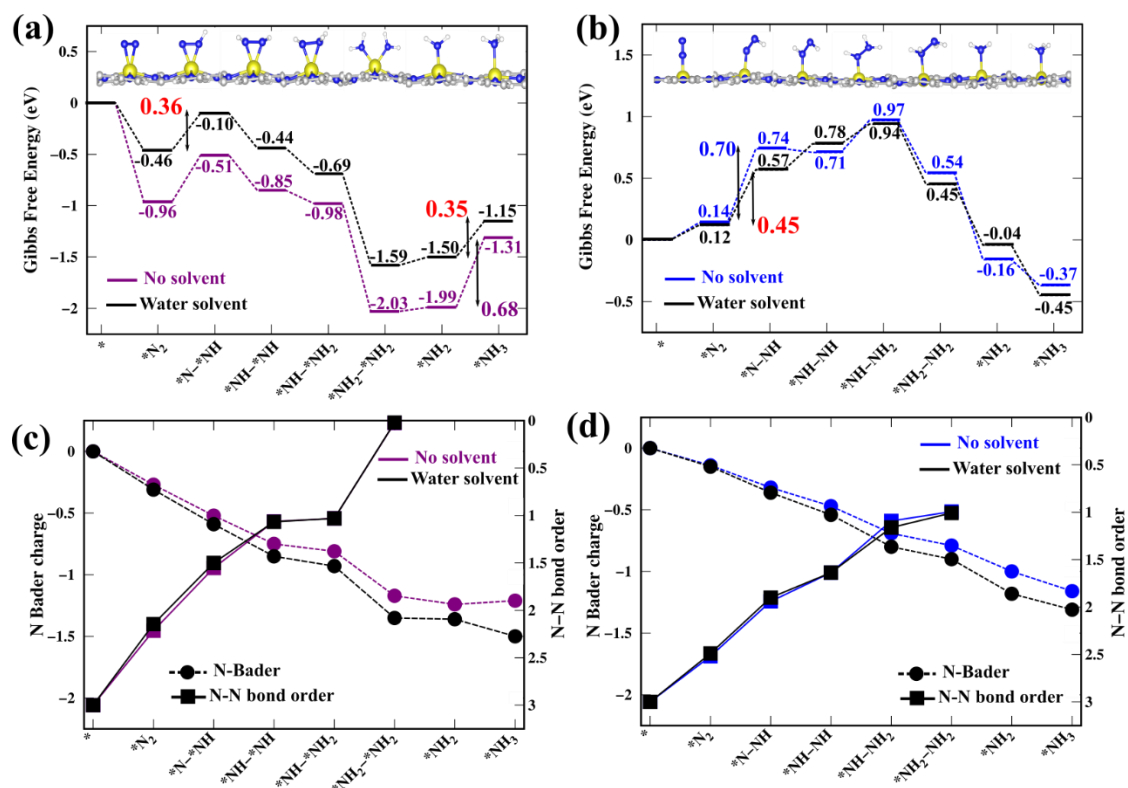 (a)
Gibbs Free Energy (eV)
0.5
0
−0.5
−1
−1.5
−2
0.36
-0.10
-0.46
-0.44
-0.51
-0.69
-0.85
-0.96
-0.98
0.35
-1.15
-1.31
-1.50
-1.59
-1.99
-2.03
0.68
No solvent
Water solvent
*
*N2
*N−*NH
*NH−*NH
*NH−*NH2
*NH2−*NH2
*NH2
*NH3
(b)
Gibbs Free Energy (eV)
1.5
1
0.5
0
−0.5
0.97
0.94
0.78
0.74
0.71
0.70
0.57
0.54
0.45
0.45
0.14
0.12
-0.04
-0.16
-0.37
-0.45
No solvent
Water solvent
*
*N2
*N−NH
*NH−NH
*NH−NH2
*NH2−NH2
*NH2
*NH3
(c)
N Bader charge
0
−0.5
−1
−1.5
−2
No solvent
Water solvent
N-Bader
N-N bond order
0
0.5
1
1.5
2
2.5
3
N−N bond order
*
*N2
*N−*NH
*NH−*NH
*NH−*NH2
*NH2−*NH2
*NH2
*NH3
(d)
N Bader charge
0
−0.5
−1
−1.5
−2
No solvent
Water solvent
N-Bader
N-N bond order
0
0.5
1
1.5
2
2.5
3
N−N bond order
*
*N2
*N−NH
*NH−NH
*NH−NH2
*NH2−NH2
*NH2
*NH3